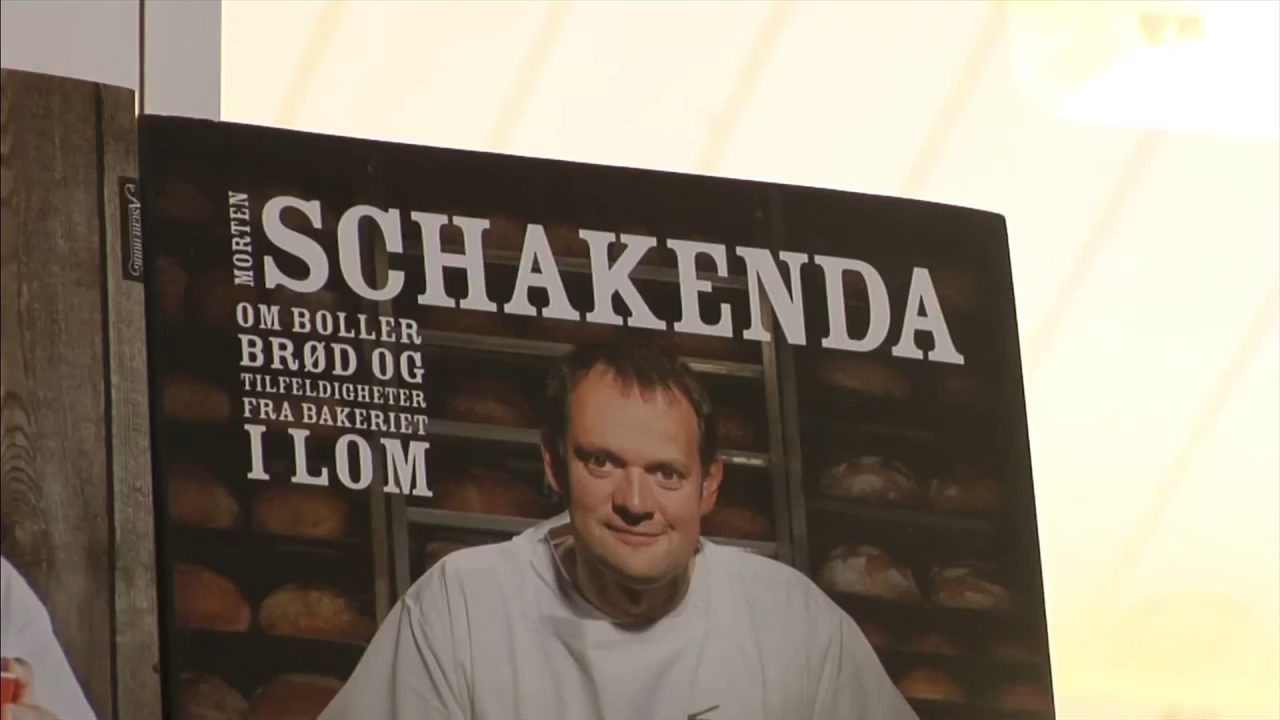 MORTEN
SCHAKENDA
OM BOLLER
BRØD OG
TILFELDIGHETER
FRA BAKERIET
I LOM